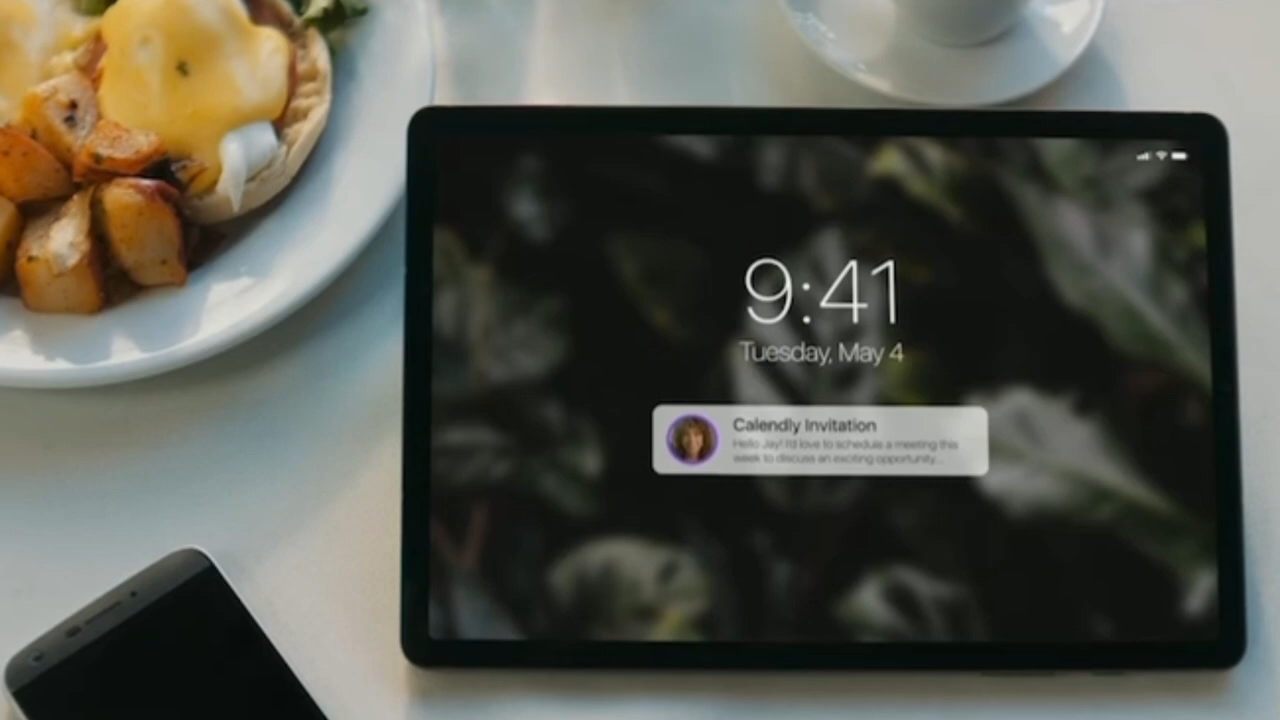 9:41
Tuesday, May 4
Calendly Invitation
Hello Jay! I'd love to schedule a meeting this
week to discuss an exciting opportunity...